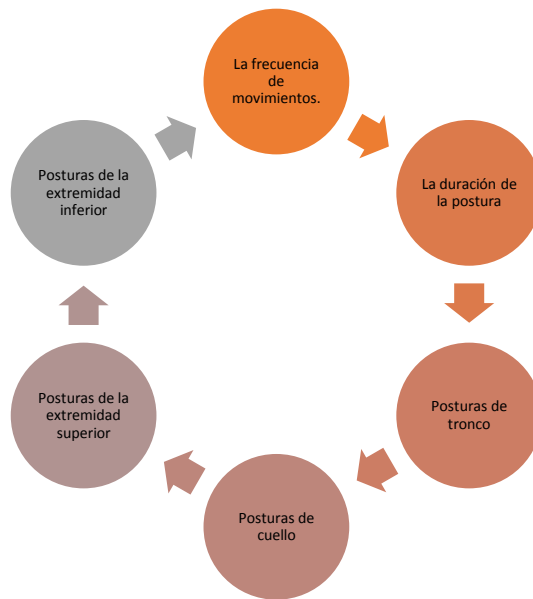 La frecuencia
de
movimientos.
La duración de
la postura
Posturas de
tronco
Posturas de
cuello
Posturas de la
extremidad
superior
Posturas de la
extremidad
inferior